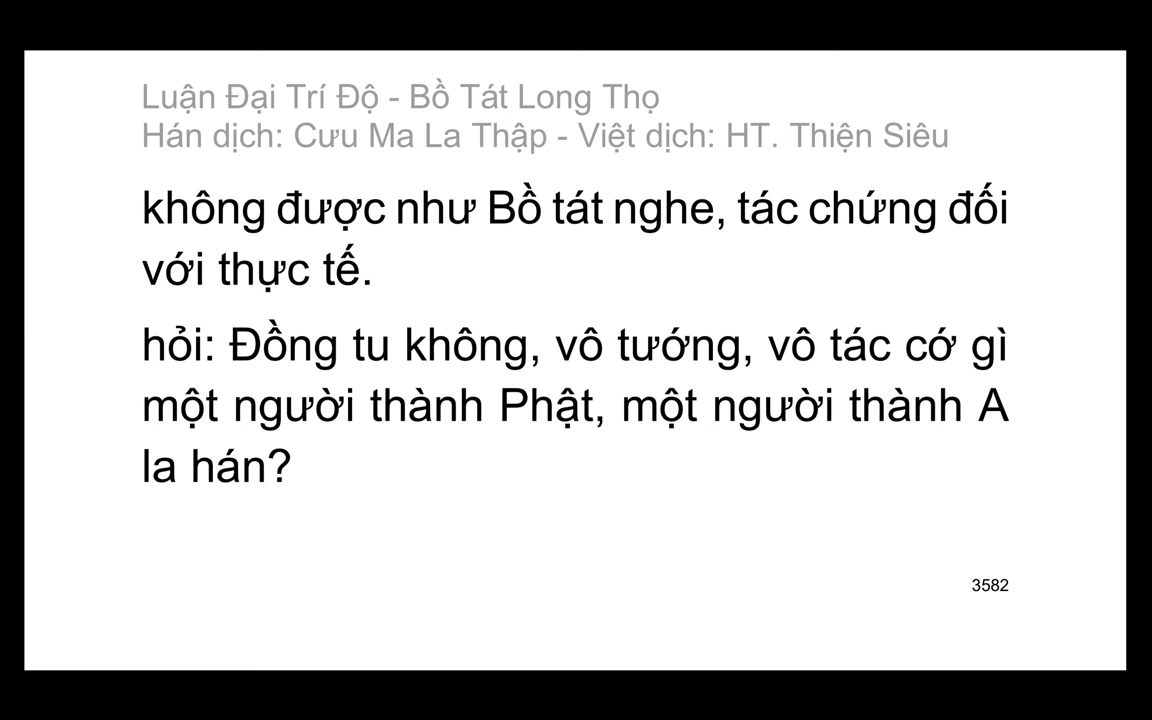 Luận Đại Trí Độ - Bồ Tát Long Thọ
Hán dịch: Cưu Ma La Thập - Việt dịch: HT. Thiện Siêu
không được như Bồ tát nghe, tác chứng đối
với thực tế.
hỏi: Đồng tu không, vô tướng, vô tác cớ gì
một người thành Phật, một người thành A
la hán?
3582